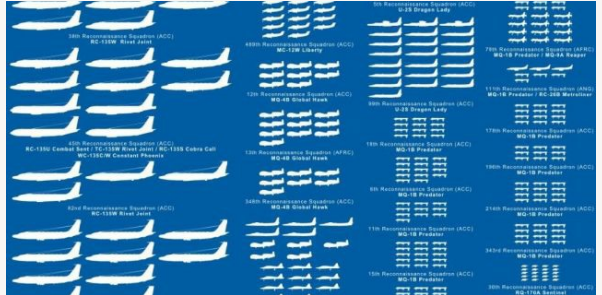 38th Reconnaissance Squadron (ACC)
RC-135W Rivet Joint
45th Reconnaissance Squadron (ACC)
RC-135U Combat Sent / TC-135W Rivet Joint / RC-135S Cobra Call
WC-135C/W Constant Phoenix
82nd Reconnaissance Squadron (ACC)
RC-135W Rivet Joint
489th Reconnaissance Squadron (ACC)
MC-12W Liberty
12th Reconnaissance Squadron (ACC)
MQ-4B Global Hawk
13th Reconnaissance Squadron (AFRC)
MQ-4B Global Hawk
348th Reconnaissance Squadron (ACC)
MQ-4B Global Hawk
5th Reconnaissance Squadron (ACC)
U-2S Dragon Lady
99th Reconnaissance Squadron (ACC)
U-2S Dragon Lady
18th Reconnaissance Squadron (ACC)
MQ-1B Predator
6th Reconnaissance Squadron (ACC)
MQ-1B Predator
11th Reconnaissance Squadron (ACC)
MQ-1B Predator
15th Reconnaissance Squadron (ACC)
MQ-1B Predator
78th Reconnaissance Squadron (AFRC)
MQ-1B Predator / MQ-9A Reaper
111th Reconnaissance Squadron (ANG)
MQ-1B Predator / RC-26B Metroliner
178th Reconnaissance Squadron (ACC)
MQ-1B Predator
196th Reconnaissance Squadron (ACC)
MQ-1B Predator
214th Reconnaissance Squadron (ACC)
MQ-1B Predator
343rd Reconnaissance Squadron (ACC)
MQ-1B Predator
30th Reconnaissance Squadron (ACC)
RQ-170A Sentinel